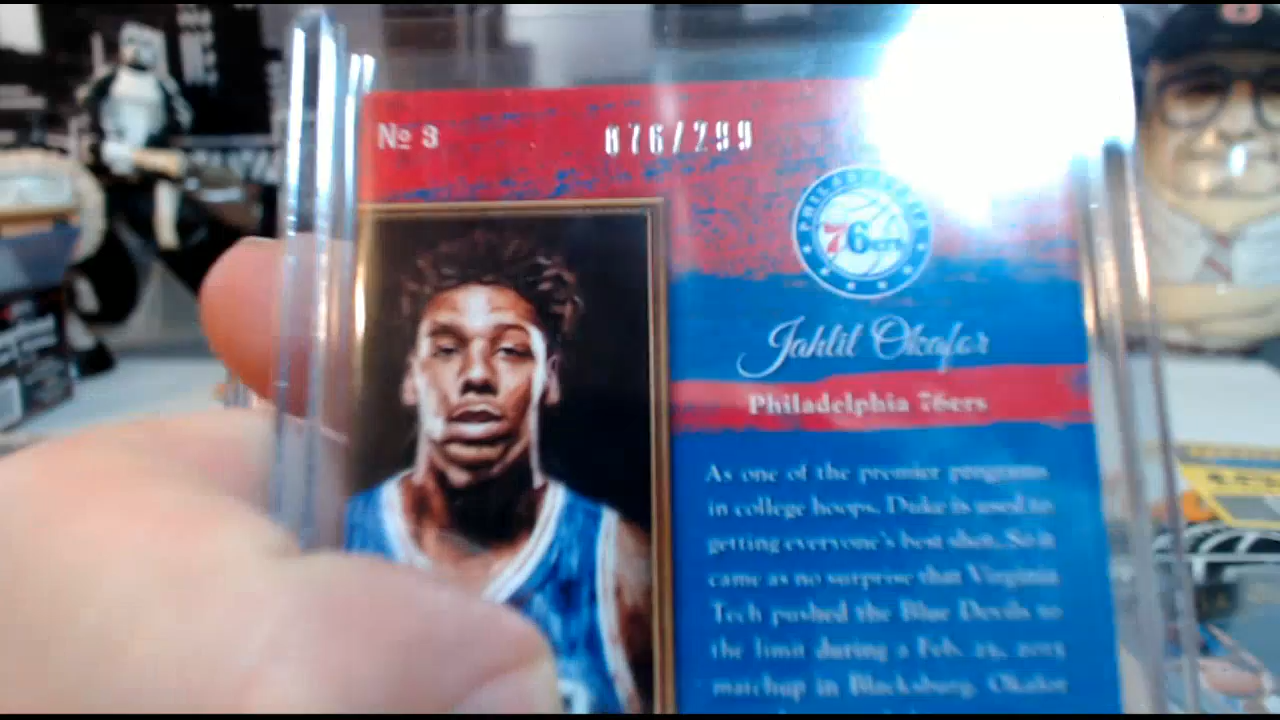 No 3
076/299
PHILADELPHIA
76ers
Jahlil Okafor
Philadelphia 76ers
As one of the premier programs
in college hoops, Duke is used to
getting everyone's best shot. So it
came as no surprise that Virginia
Tech pushed the Blue Devils to
the limit during a Feb. 25, 2015
matchup in Blacksburg. Okafor